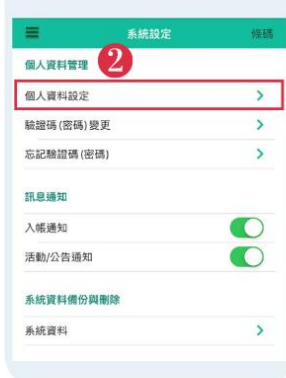 系統設定 條碼
個人資料管理 2
個人資料設定
驗證碼(密碼)變更
忘記驗證碼(密碼)
訊息通知
入帳通知
活動/公告通知
系統資料備份與刪除
系統資料